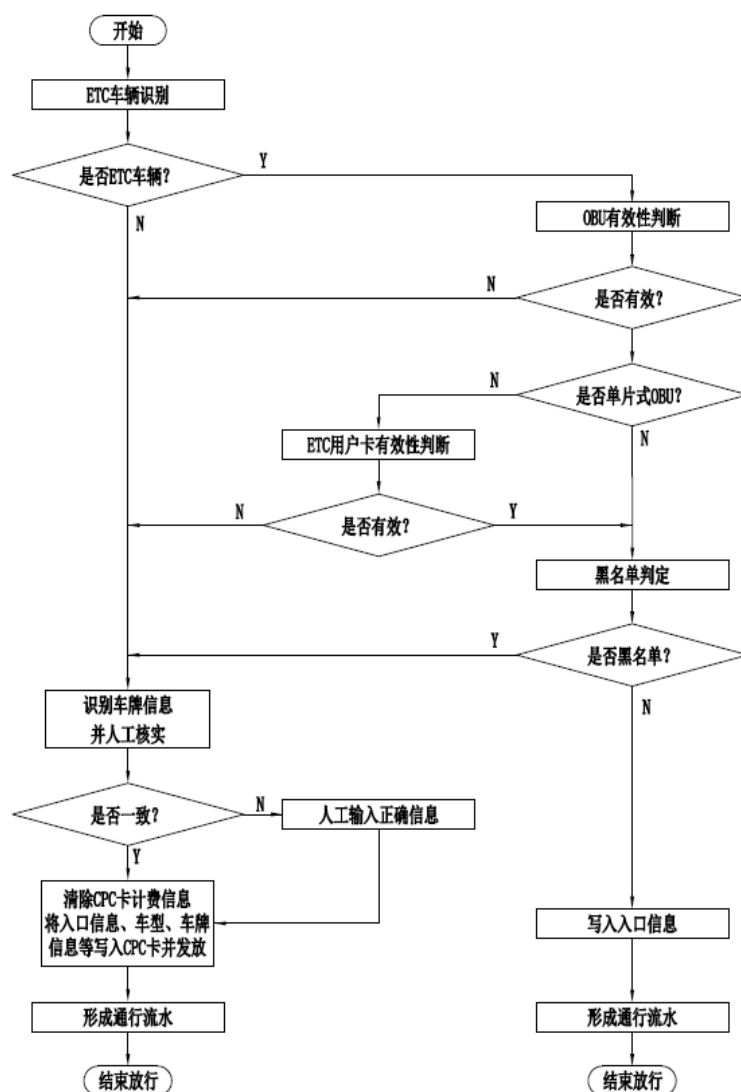 开始
ETC车辆识别
是否ETC车辆?
Y
N
OBU有效性判断
是否有效?
N
是否单片式OBU?
N
N
ETC用户卡有效性判断
是否有效?
N
Y
黑名单判定
是否黑名单?
Y
N
识别车牌信息
并人工核实
是否一致?
N
Y
人工输入正确信息
清除CPC卡计费信息
将入口信息、车型、车牌
信息等写入CPC卡并发放
写入入口信息
形成通行流水
形成通行流水
结束放行
结束放行